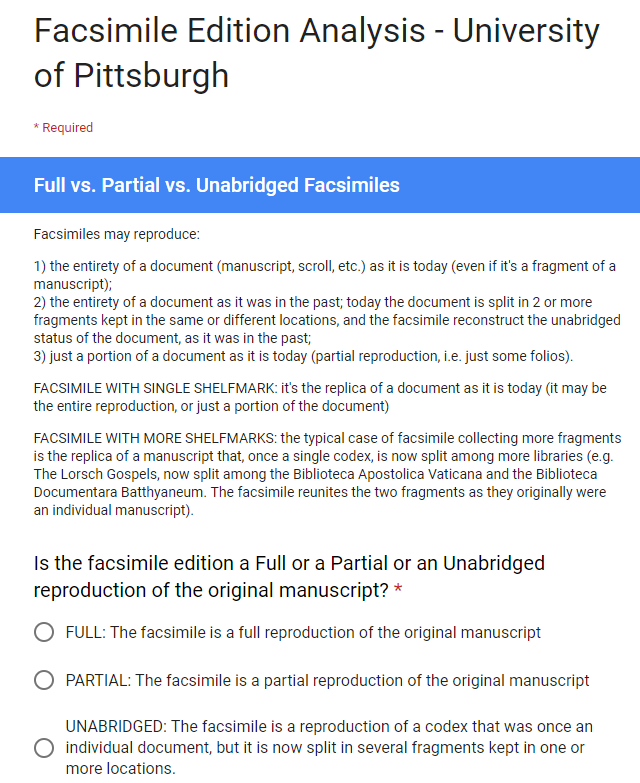 Facsimile Edition Analysis - University
of Pittsburgh
* Required
Full vs. Partial vs. Unabridged Facsimiles
Facsimiles may reproduce:
1) the entirety of a document (manuscript, scroll, etc.) as it is today (even if it's a fragment of a
manuscript);
2) the entirety of a document as it was in the past; today the document is split in 2 or more
fragments kept in the same or different locations, and the facsimile reconstruct the unabridged
status of the document, as it was in the past;
3) just a portion of a document as it is today (partial reproduction, i.e. just some folios).
FACSIMILE WITH SINGLE SHELFMARK: it's the replica of a document as it is today (it may be
the entire reproduction, or just a portion of the document)
FACSIMILE WITH MORE SHELFMARKS: the typical case of facsimile collecting more fragments
is the replica of a manuscript that, once a single codex, is now split among more libraries (e.g.
The Lorsch Gospels, now split among the Biblioteca Apostolica Vaticana and the Biblioteca
Documentara Batthyaneum. The facsimile reunites the two fragments as they originally were
an individual manuscript).
Is the facsimile edition a Full or a Partial or an Unabridged
reproduction of the original manuscript? *
FULL: The facsimile is a full reproduction of the original manuscript
PARTIAL: The facsimile is a partial reproduction of the original manuscript
UNABRIDGED: The facsimile is a reproduction of a codex that was once an
individual document, but it is now split in several fragments kept in one or
more locations.